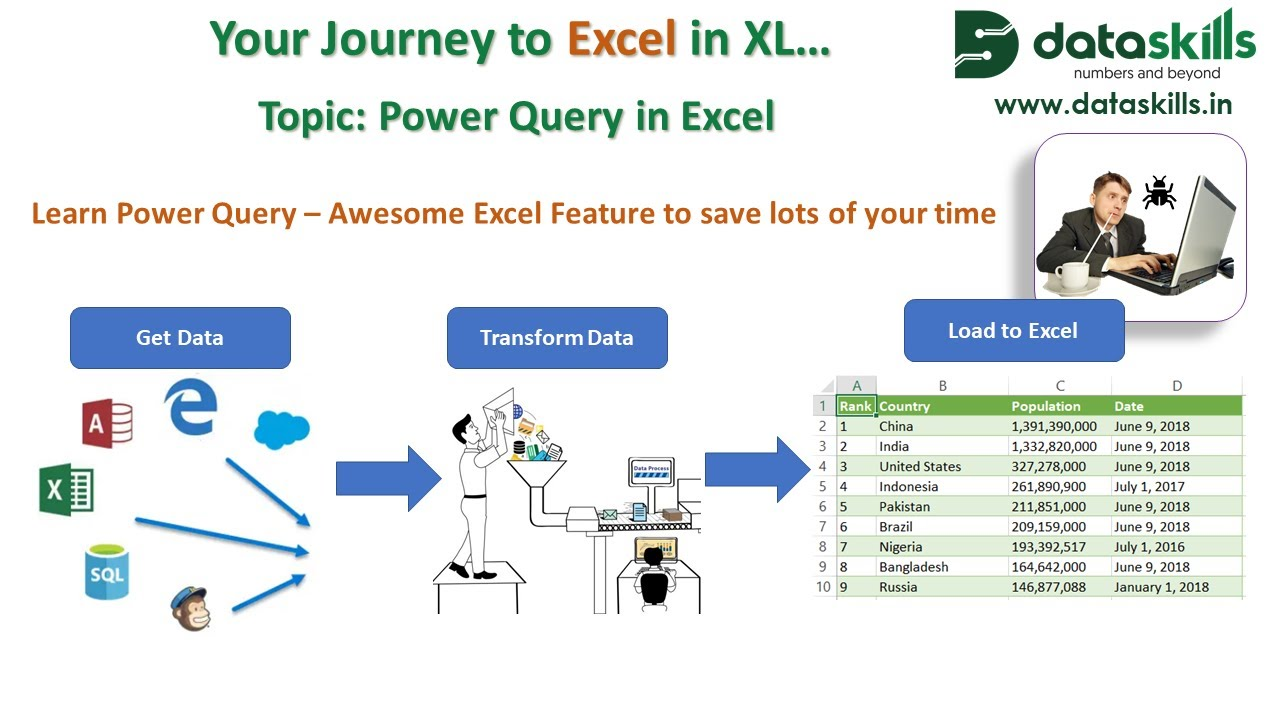 Your Journey to Excel in XL...
dataskills
numbers and beyond
www.dataskills.in
Topic: Power Query in Excel
Learn Power Query – Awesome Excel Feature to save lots of your time
Get Data
Transform Data
Load to Excel
A
X
SQL
Data Process
A B C D
1 Rank Country Population Date
2 1 China 1,391,390,000 June 9, 2018
3 2 India 1,332,820,000 June 9, 2018
4 3 United States 327,278,000 June 9, 2018
5 4 Indonesia 261,890,900 July 1, 2017
6 5 Pakistan 211,851,000 June 9, 2018
7 6 Brazil 209,159,000 June 9, 2018
8 7 Nigeria 193,392,517 July 1, 2016
9 8 Bangladesh 164,642,000 June 9, 2018
10 9 Russia 146,877,088 January 1, 2018